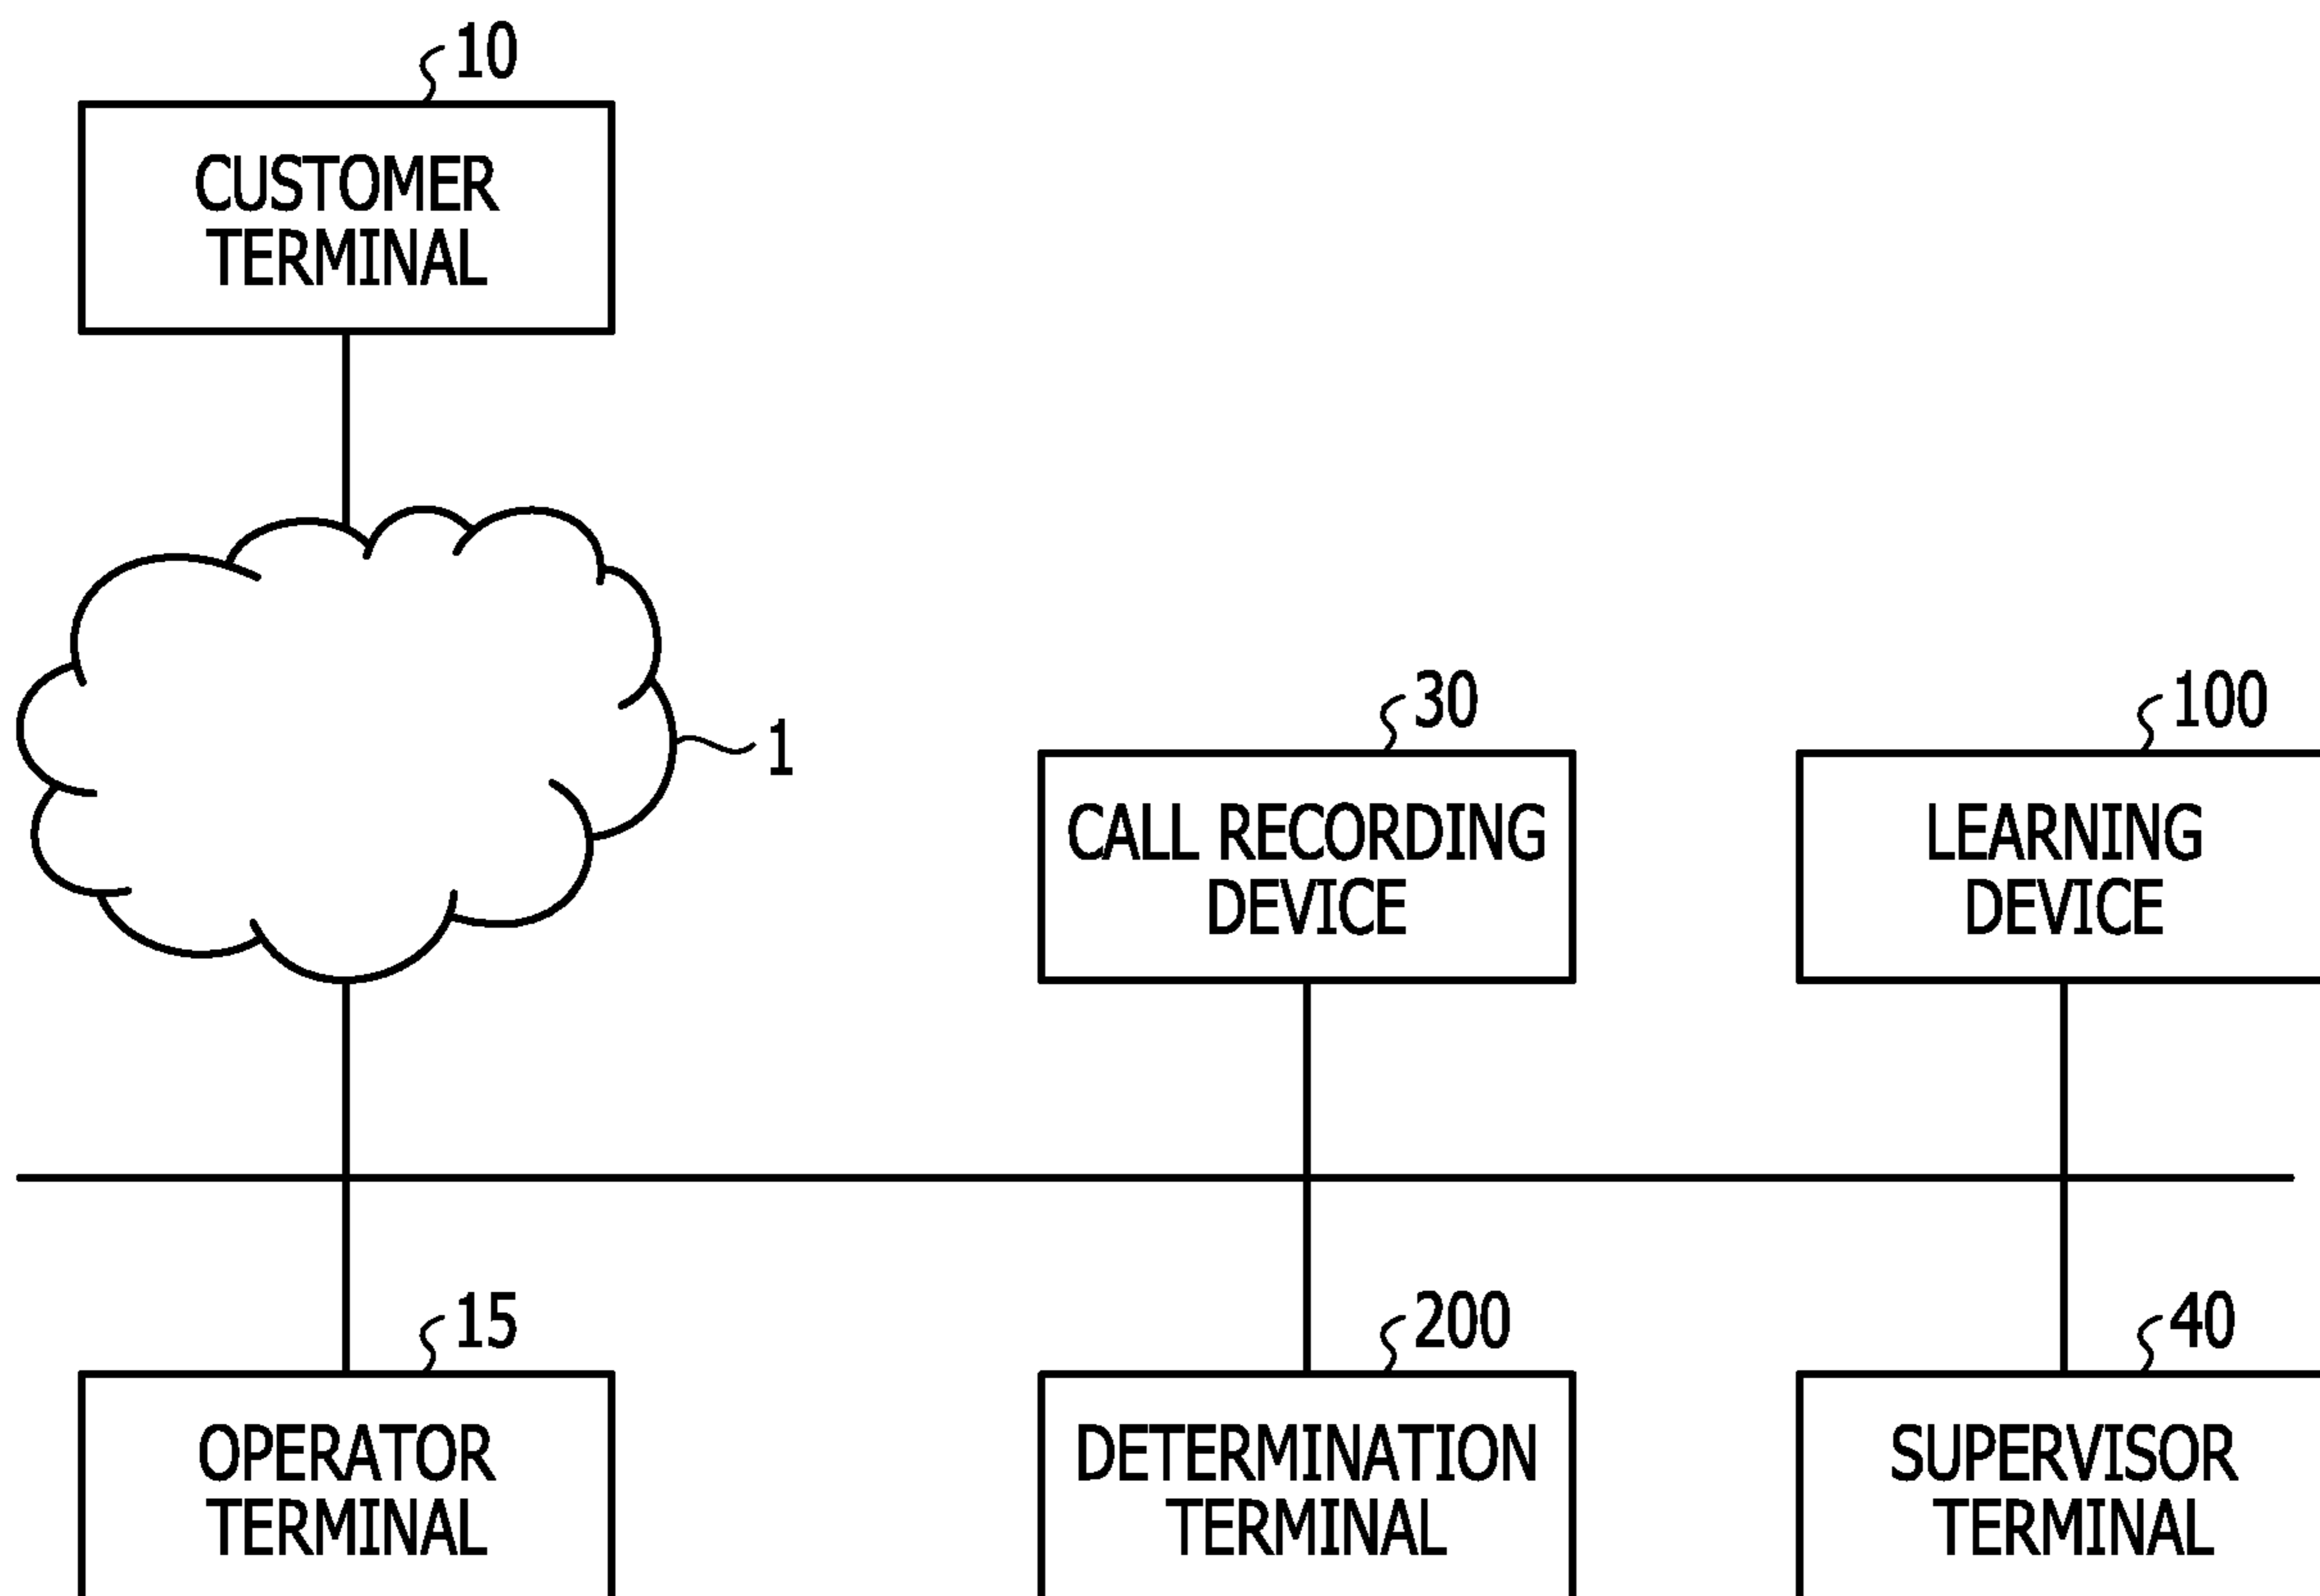 10
CUSTOMER
TERMINAL
1
30
CALL RECORDING
DEVICE
100
LEARNING
DEVICE
15
OPERATOR
TERMINAL
200
DETERMINATION
TERMINAL
40
SUPERVISOR
TERMINAL